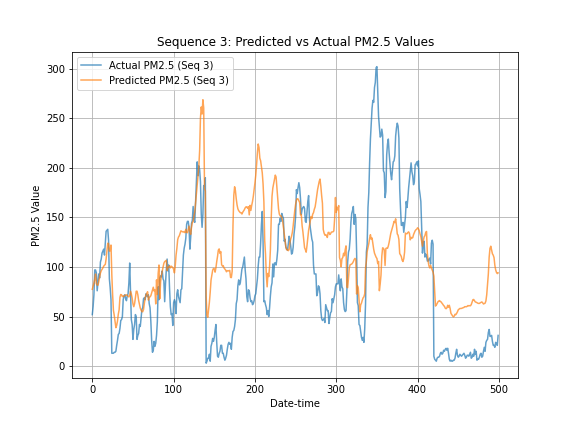 Sequence 3: Predicted vs Actual PM2.5 Values
Actual PM2.5 (Seq 3)
Predicted PM2.5 (Seq 3)
PM2.5 Value
300
250
200
150
100
50
0
0 100 200 300 400 500
Date-time